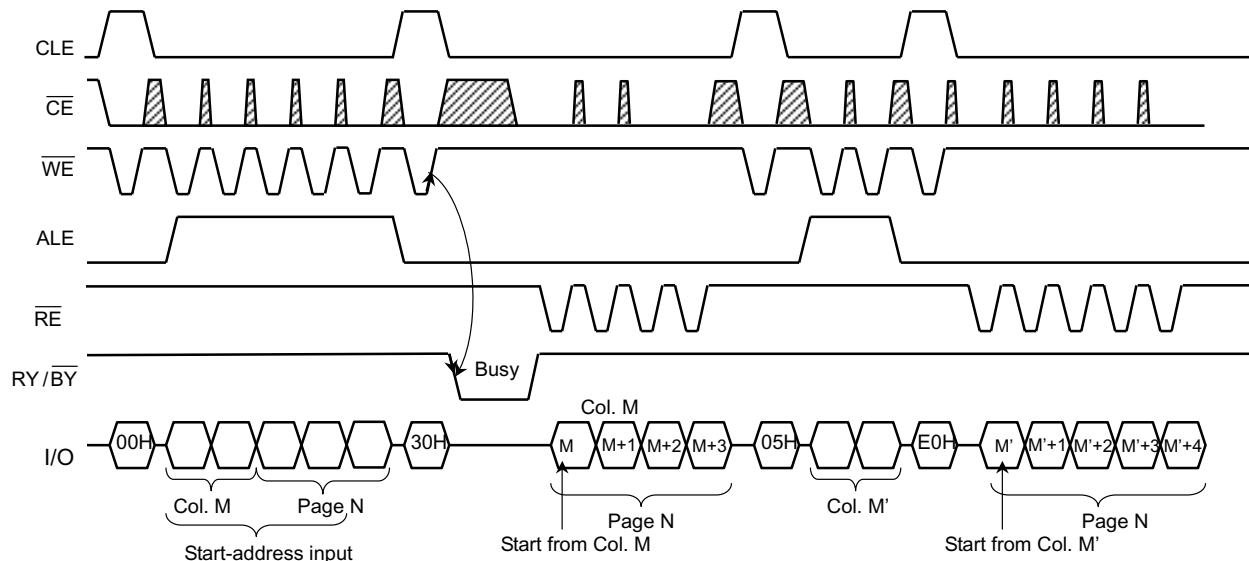 CLE
CE
WE
ALE
RE
RY / BY
Busy
Col. M
I/O
00H
30H
M
M+1
M+2
M+3
05H
E0H
M'
M'+1
M'+2
M'+3
M'+4
Col. M
Page N
Page N
Col. M'
Page N
Start-address input
Start from Col. M
Start from Col. M’